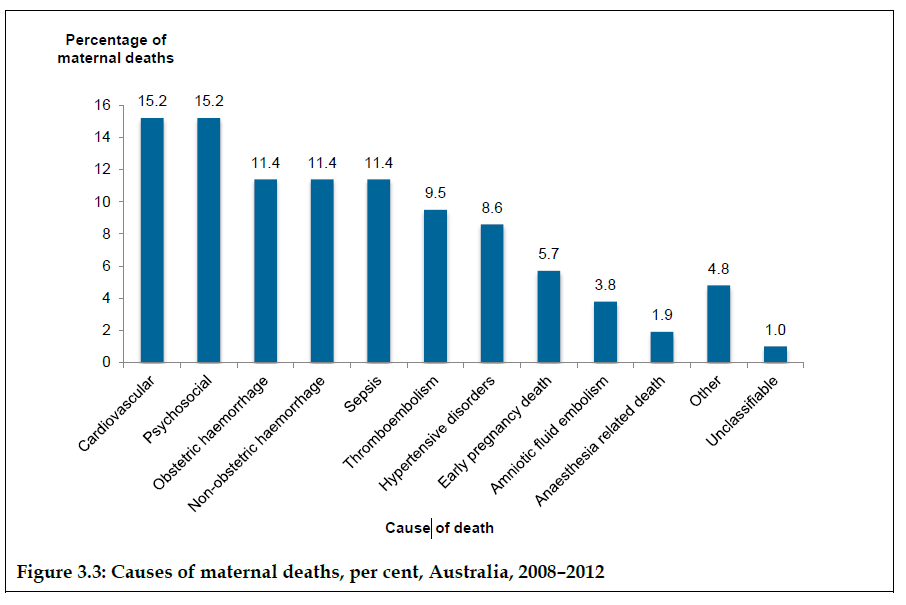 Percentage of
maternal deaths
16
14
12
10
8
6
4
2
0
15.2
15.2
11.4
11.4
11.4
9.5
8.6
5.7
3.8
1.9
4.8
1.0
Cardiovascular
Psychosocial
Obstetric haemorrhage
Non-obstetric haemorrhage
Sepsis
Thromboembolism
Hypertensive disorders
Early pregnancy death
Amniotic fluid embolism
Anaesthesia related death
Other
Unclassifiable
Cause of death
Figure 3.3: Causes of maternal deaths, per cent, Australia, 2008–2012